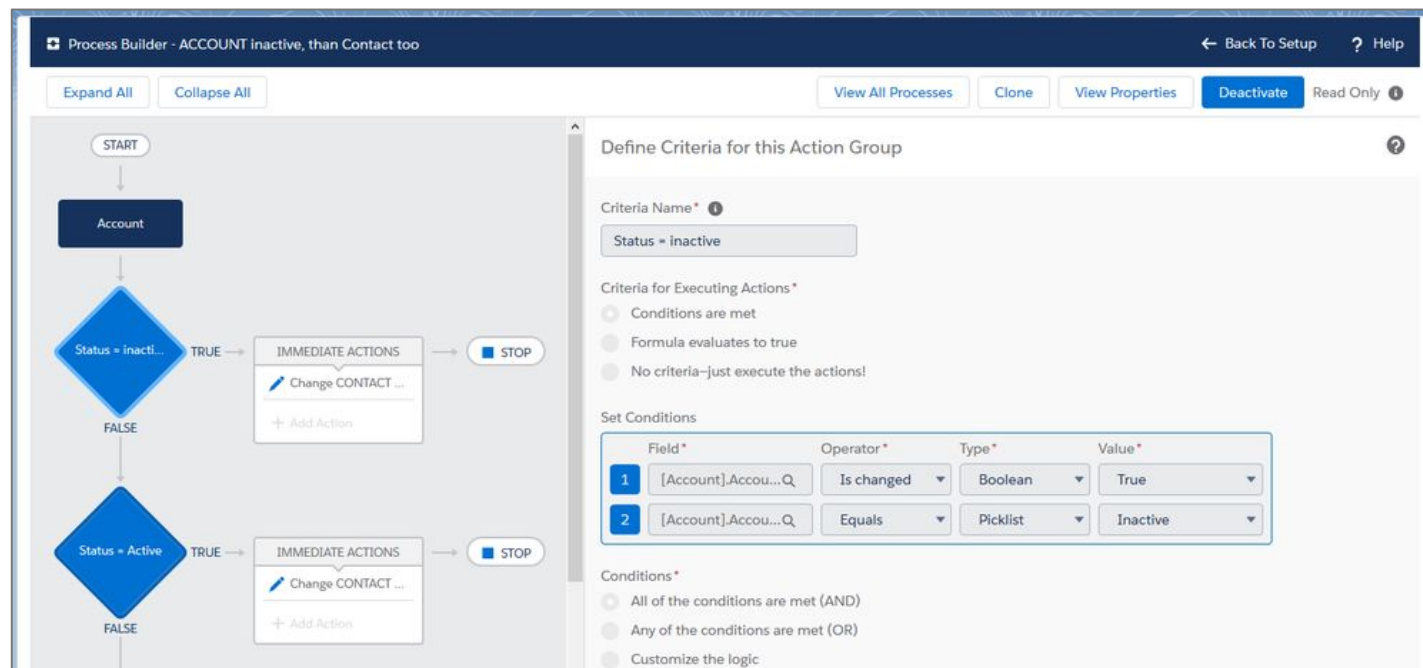 Process Builder - ACCOUNT inactive, than Contact too
Back To Setup
? Help
Expand All
Collapse All
View All Processes
Clone
View Properties
Deactivate
Read Only
START
Account
Status = inacti...
TRUE
IMMEDIATE ACTIONS
STOP
Change CONTACT ...
+ Add Action
FALSE
Status = Active
TRUE
IMMEDIATE ACTIONS
STOP
Change CONTACT ...
+ Add Action
FALSE
Define Criteria for this Action Group
Criteria Name*
Status = inactive
Criteria for Executing Actions*
Conditions are met
Formula evaluates to true
No criteria–just execute the actions!
Set Conditions
Field* Operator* Type* Value*
1 [Account].Accou... Is changed Boolean True
2 [Account].Accou... Equals Picklist Inactive
Conditions*
All of the conditions are met (AND)
Any of the conditions are met (OR)
Customize the logic